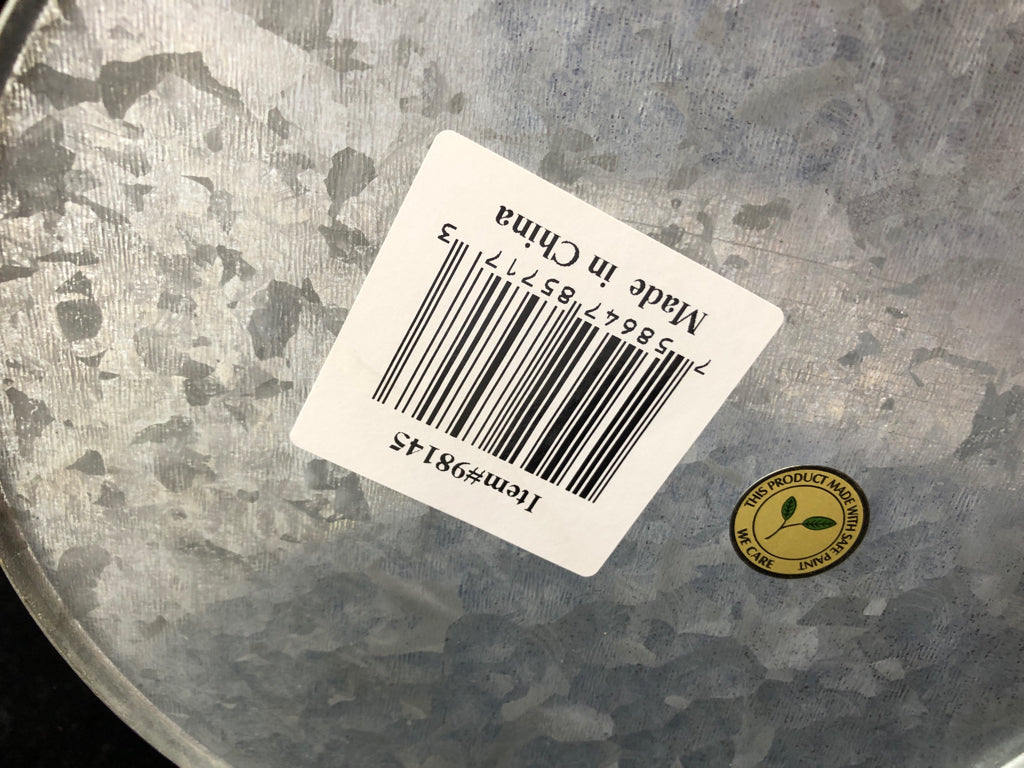 Item#98145
7 58647 85717 3
Made in China
THIS PRODUCT MADE WITH SAFE PAINT
WE CARE